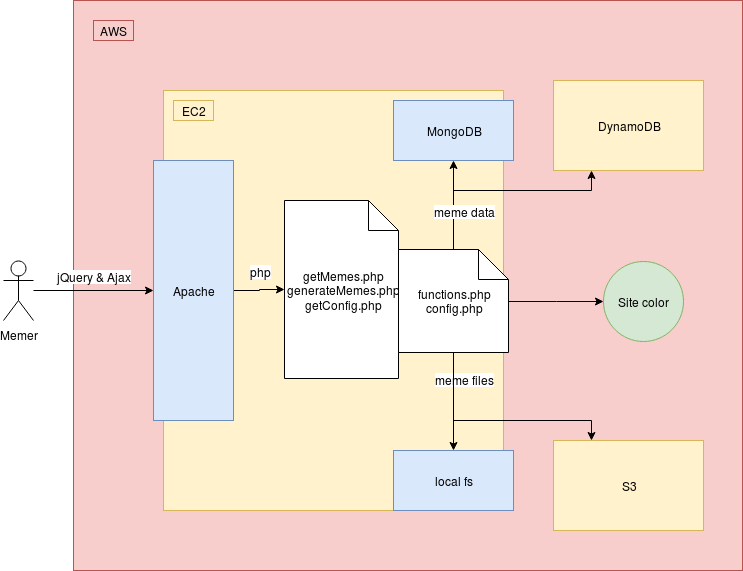 AWS
EC2
MongoDB
DynamoDB
meme data
jQuery & Ajax
php
getMemes.php
generateMemes.php
getConfig.php
functions.php
config.php
Apache
Site color
Memer
meme files
local fs
S3